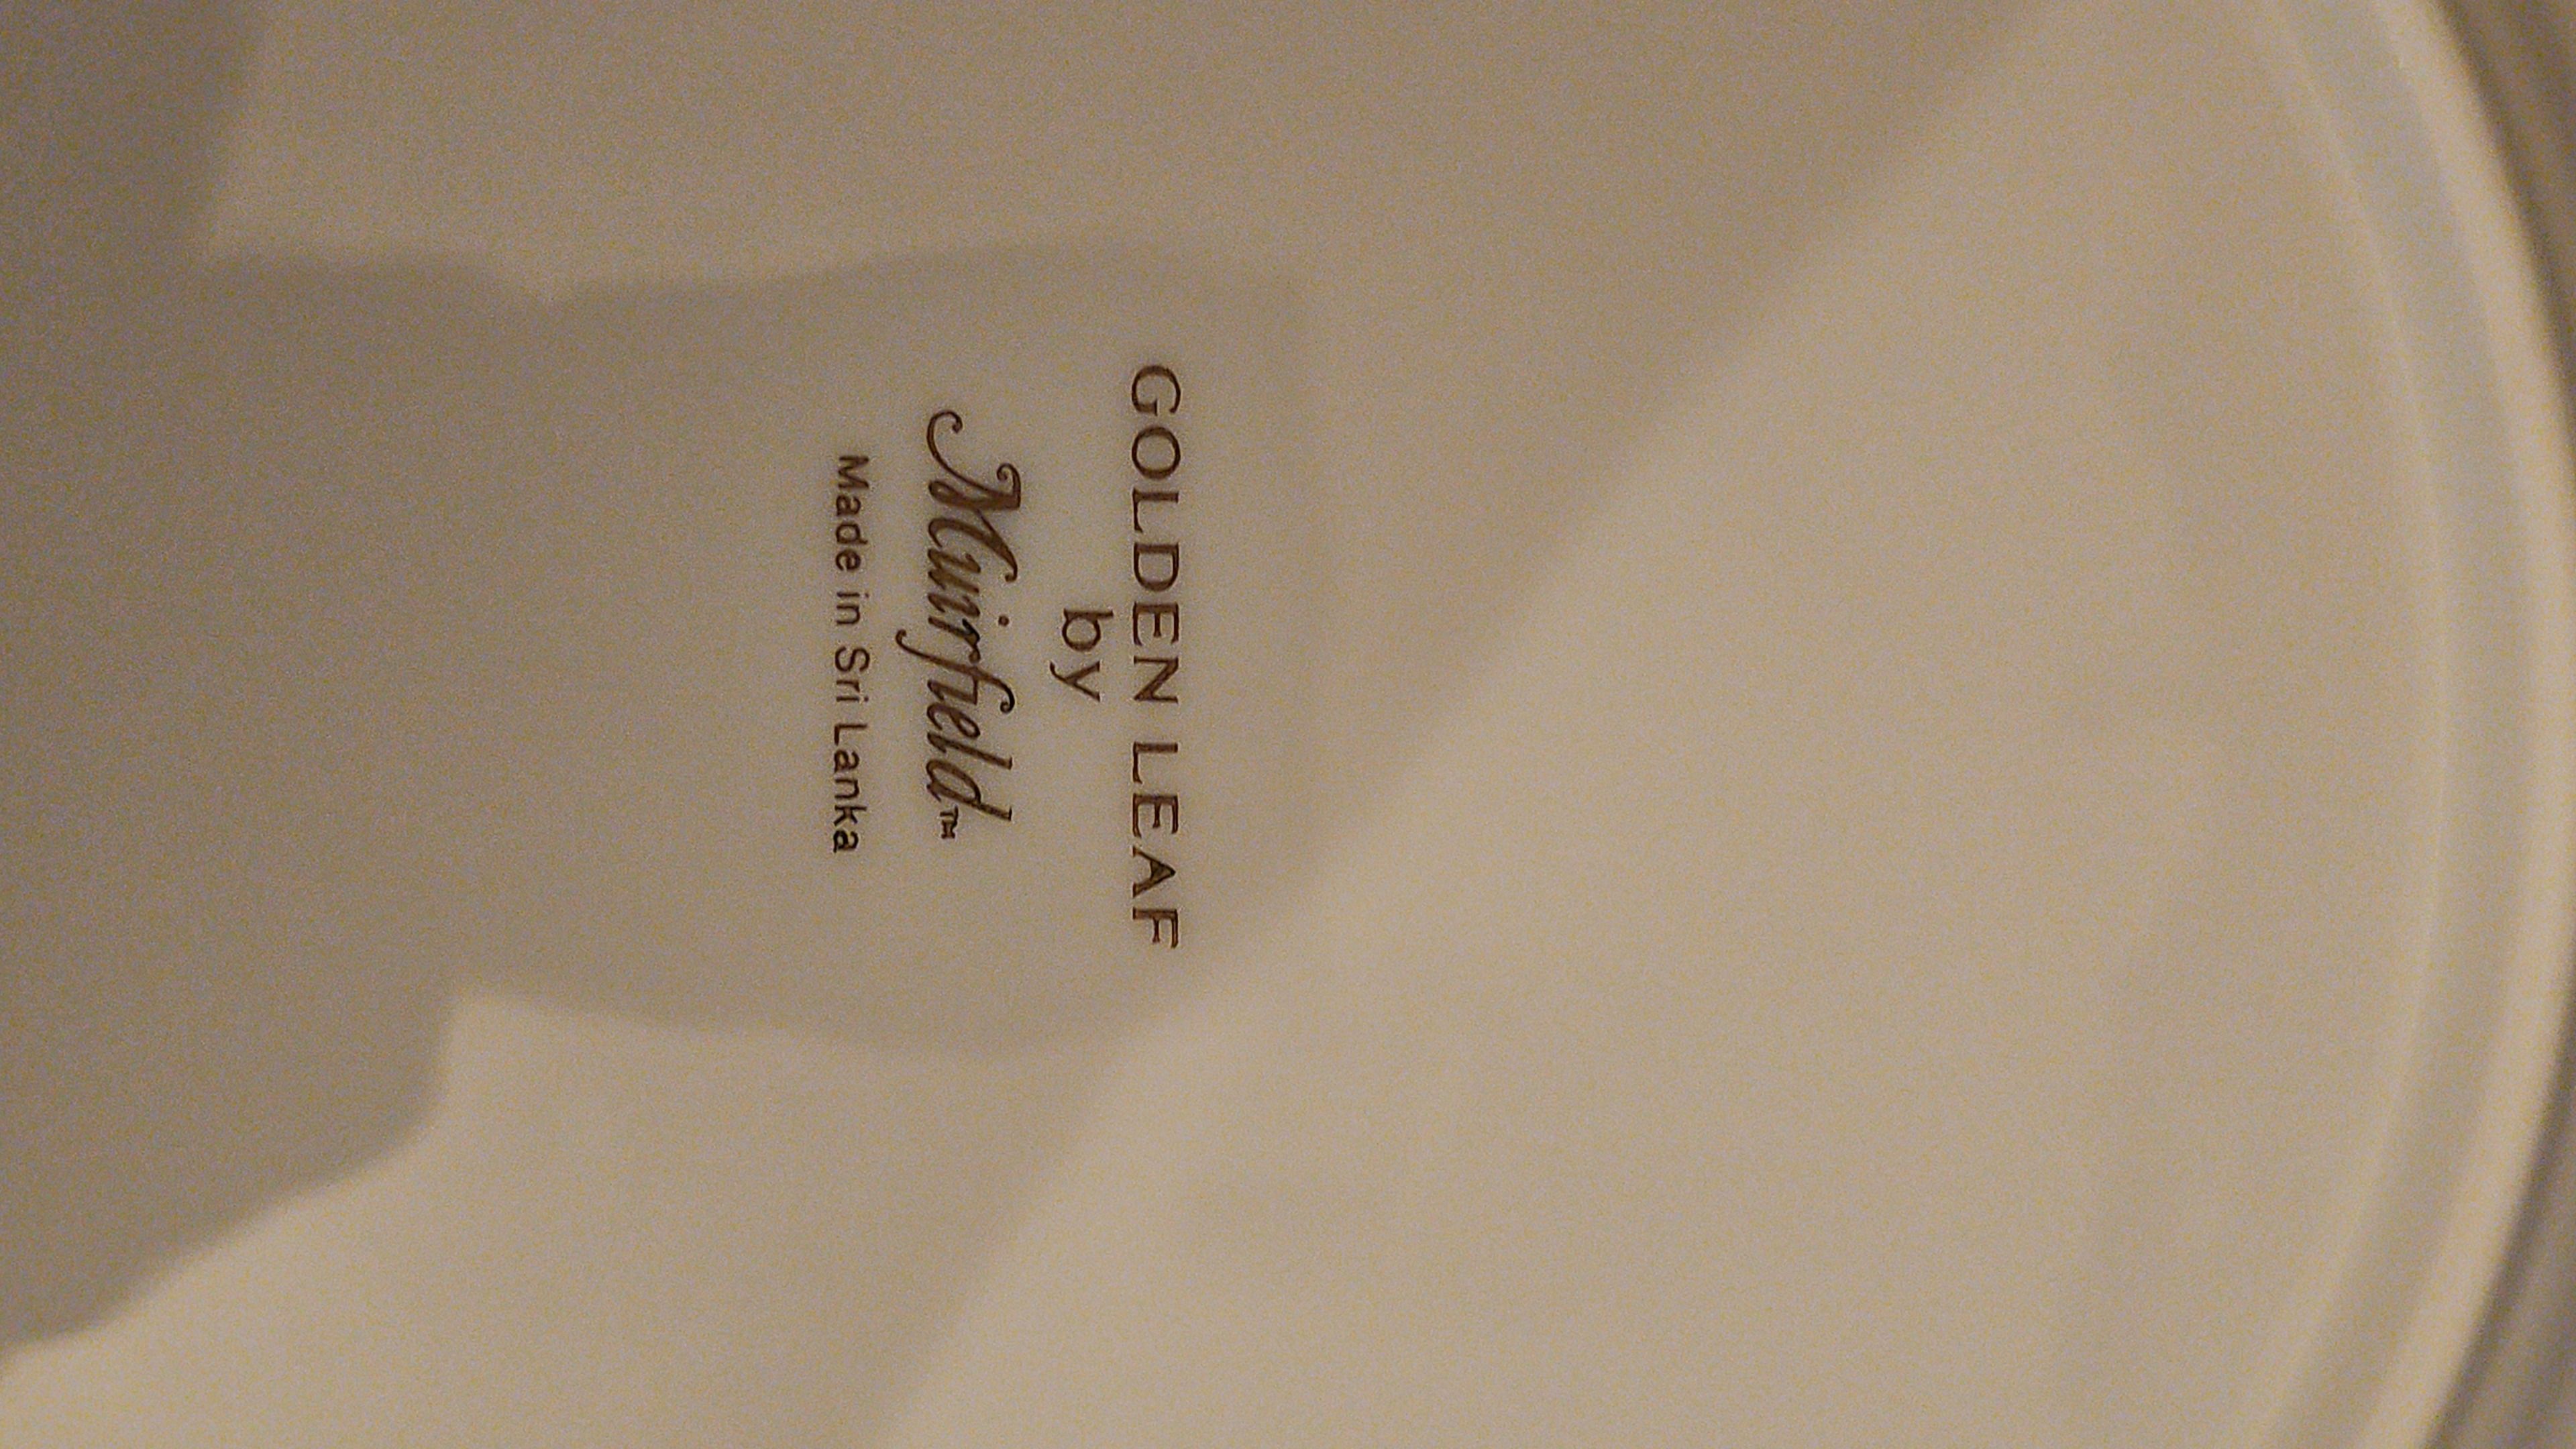 GOLDEN LEAF
by
Muirfield™
Made in Sri Lanka